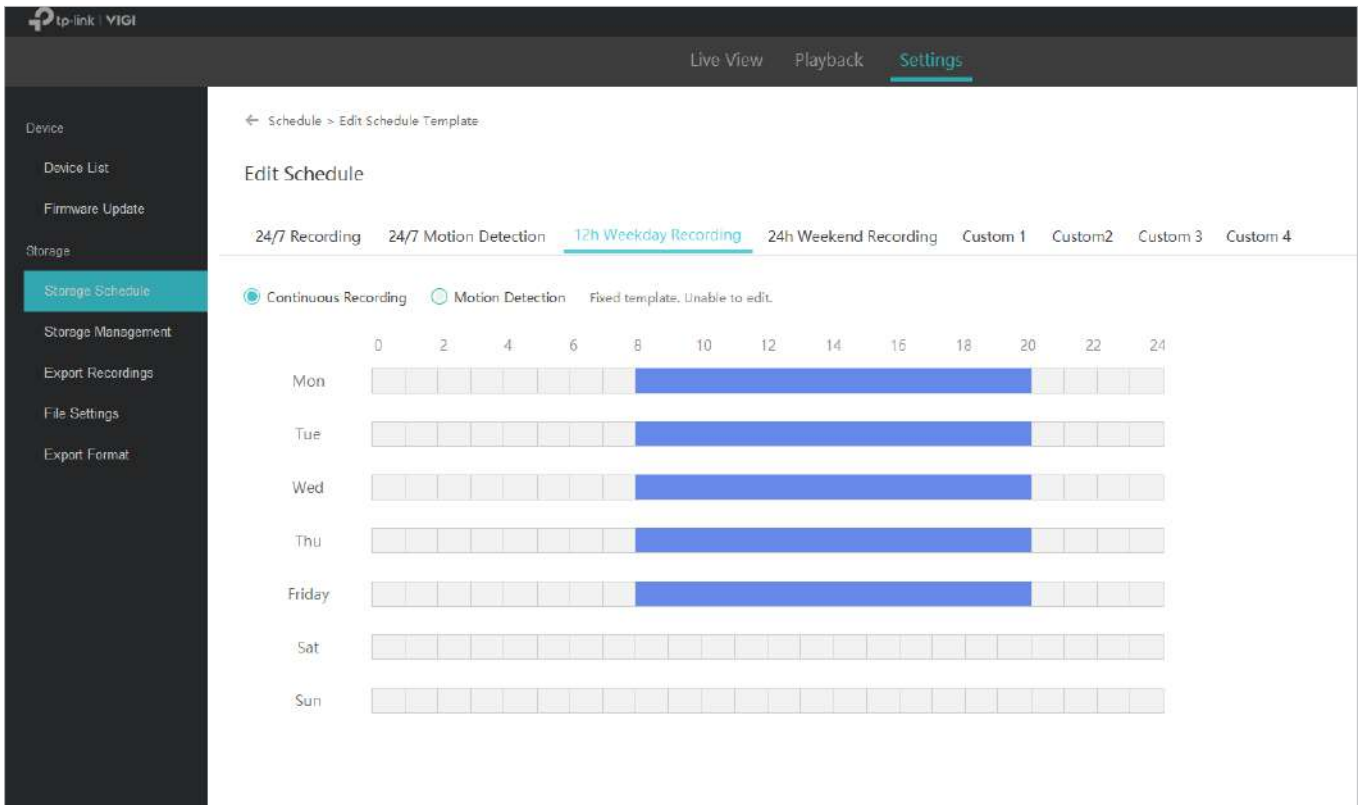 tp-link | VIGI
Live View Playback Settings
Device
Device List
Firmware Update
Storage
Storage Schedule
Storage Management
Export Recordings
File Settings
Export Format
← Schedule > Edit Schedule Template
Edit Schedule
24/7 Recording 24/7 Motion Detection 12h Weekday Recording 24h Weekend Recording Custom 1 Custom2 Custom 3 Custom 4
Continuous Recording Motion Detection Fixed template. Unable to edit.
0 2 4 6 8 10 12 14 16 18 20 22 24
Mon
Tue
Wed
Thu
Friday
Sat
Sun